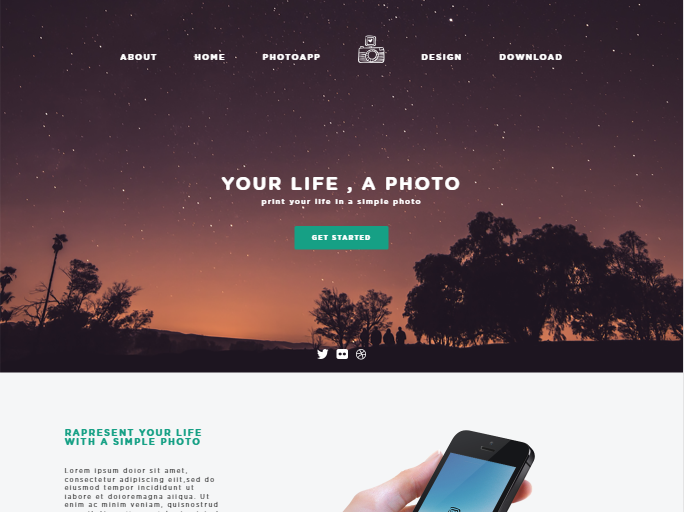 ABOUT HOME PHOTOAPP DESIGN DOWNLOAD
YOUR LIFE , A PHOTO
print your life in a simple photo
GET STARTED
RAPRESENT YOUR LIFE
WITH A SIMPLE PHOTO
Lorem ipsum dolor sit amet,
consectetur adipiscing elit,sed do
eiusmod tempor incididunt ut
labore et doloremagna aliqua. Ut
enim ac minim veniam, quisnostrud